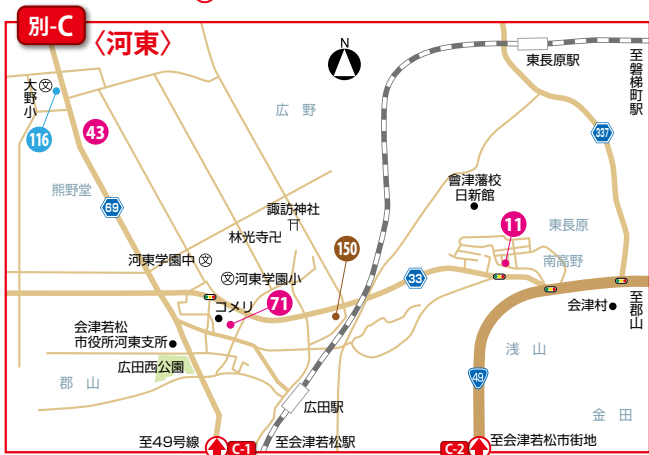 別-C
〈河東〉
N
東長原駅
至磐梯町駅
大野小
116
43
広 野
337
熊野堂
69
會津藩校
日新館
諏訪神社
林光寺
11
東長原
150
河東学園中
南高野
河東学園小
33
71
コメリ
会津村
至郡山
会津若松
市役所河東支所
浅 山
広田西公園
49
郡 山
広田駅
金 田
至49号線
C-1
至会津若松駅
C-2
至会津若松市街地